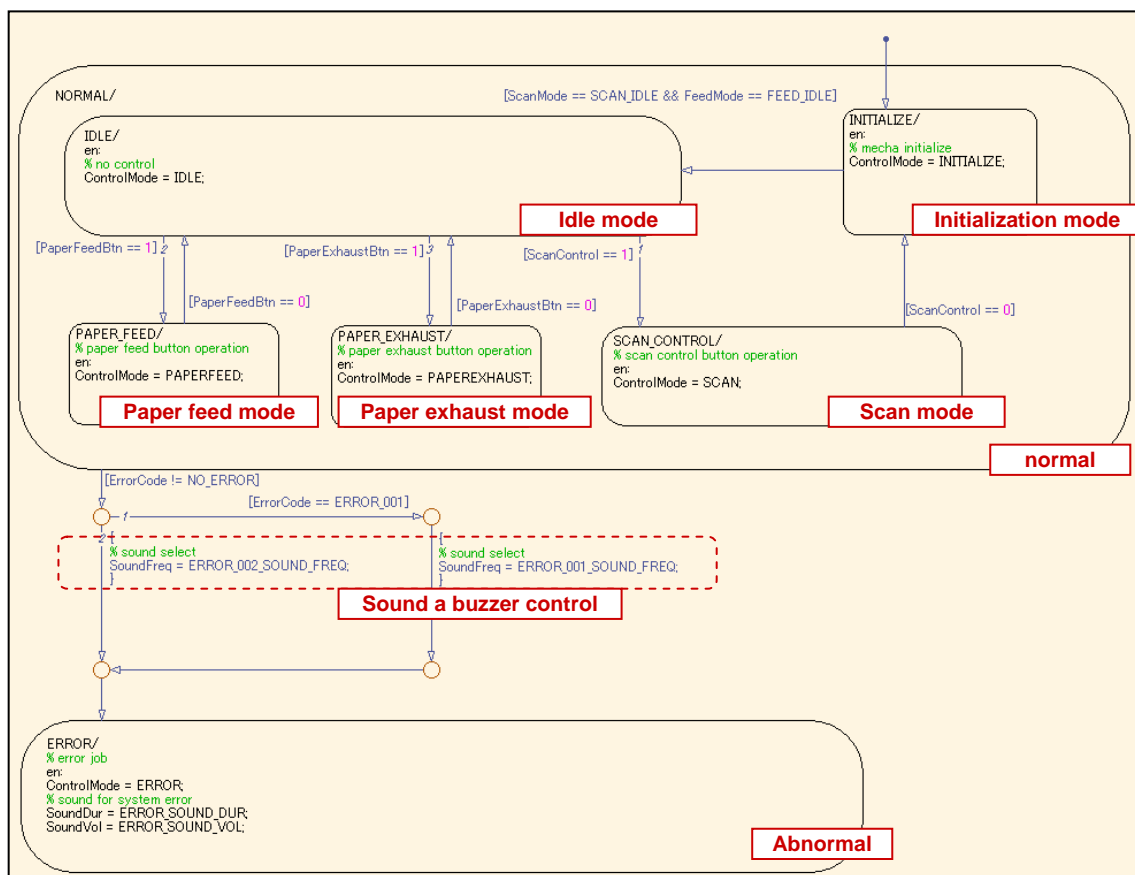 NORMAL/
[ScanMode == SCAN_IDLE && FeedMode == FEED_IDLE]
IDLE/
en:
% no control
ControlMode = IDLE;
Idle mode
INITIALIZE/
en:
% mecha initialize
ControlMode = INITIALIZE;
Initialization mode
[PaperFeedBtn == 1]
2
[PaperExhaustBtn == 1]
3
[ScanControl == 1]
1
[PaperFeedBtn == 0]
[PaperExhaustBtn == 0]
[ScanControl == 0]
PAPER_FEED/
% paper feed button operation
en:
ControlMode = PAPERFEED;
Paper feed mode
PAPER_EXHAUST/
% paper exhaust button operation
en:
ControlMode = PAPEREXHAUST;
Paper exhaust mode
SCAN_CONTROL/
% scan control button operation
en:
ControlMode = SCAN;
Scan mode
normal
[ErrorCode != NO_ERROR]
[ErrorCode == ERROR_001]
1
2
{
% sound select
SoundFreq = ERROR_002_SOUND_FREQ;
}
{
% sound select
SoundFreq = ERROR_001_SOUND_FREQ;
}
Sound a buzzer control
ERROR/
% error job
en:
ControlMode = ERROR;
% sound for system error
SoundDur = ERROR_SOUND_DUR;
SoundVol = ERROR_SOUND_VOL;
Abnormal